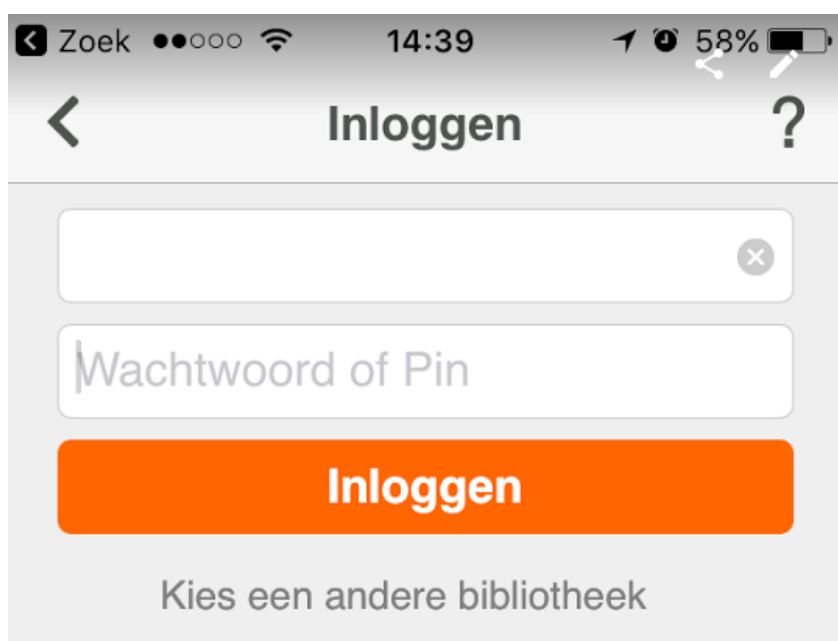 Zoek 14:39 58%
Inloggen ?
Wachtwoord of Pin
Inloggen
Kies een andere bibliotheek